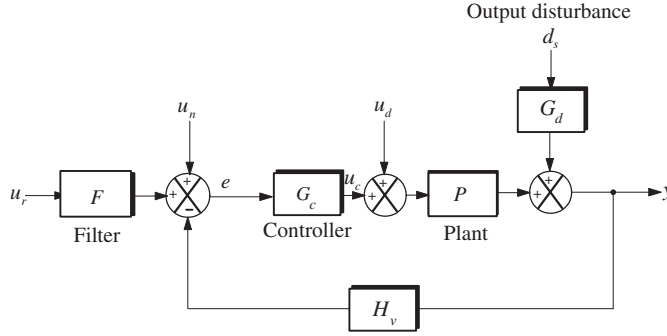 Output disturbance
d_s
G_d
u_n
u_d
+
+
e
u_c
+
+
+
+
u_r
F
G_c
P
y
−
Filter
Controller
Plant
H_v